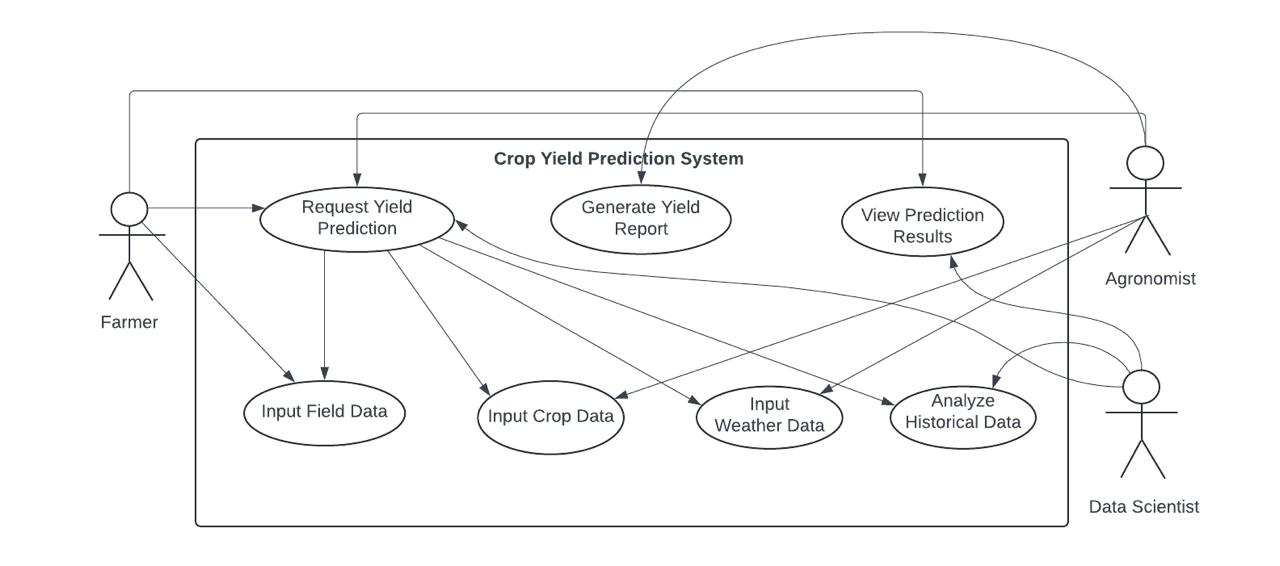 Crop Yield Prediction System
Request Yield
Prediction
Generate Yield
Report
View Prediction
Results
Agronomist
Farmer
Input Field Data
Input Crop Data
Input
Weather Data
Analyze
Historical Data
Data Scientist